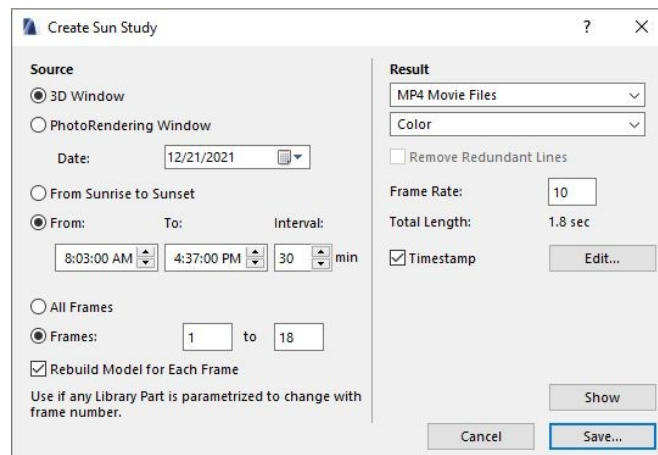 Create Sun Study
?
Source
3D Window
PhotoRendering Window
Date: 12/21/2021
From Sunrise to Sunset
From: To: Interval:
8:03:00 AM 4:37:00 PM 30 min
All Frames
Frames: 1 to 18
Rebuild Model for Each Frame
Use if any Library Part is parametrized to change with
frame number.
Result
MP4 Movie Files
Color
Remove Redundant Lines
Frame Rate: 10
Total Length: 1.8 sec
Timestamp Edit...
Show
Cancel Save...